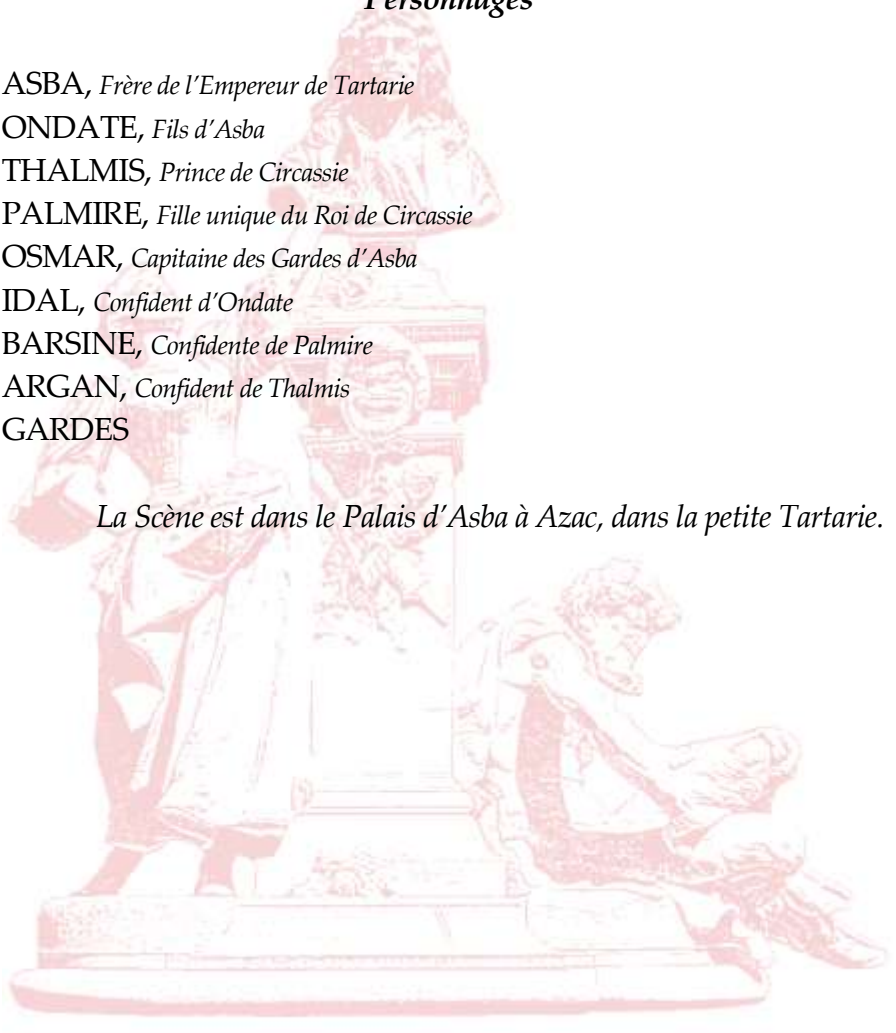 Personnages
ASBA, Frère de l’Empereur de Tartarie
ONDATE, Fils d’Asba
THALMIS, Prince de Circassie
PALMIRE, Fille unique du Roi de Circassie
OSMAR, Capitaine des Gardes d’Asba
IDAL, Confident d’Ondate
BARSINE, Confidente de Palmire
ARGAN, Confident de Thalmis
GARDES
La Scène est dans le Palais d’Asba à Azac, dans la petite Tartarie.